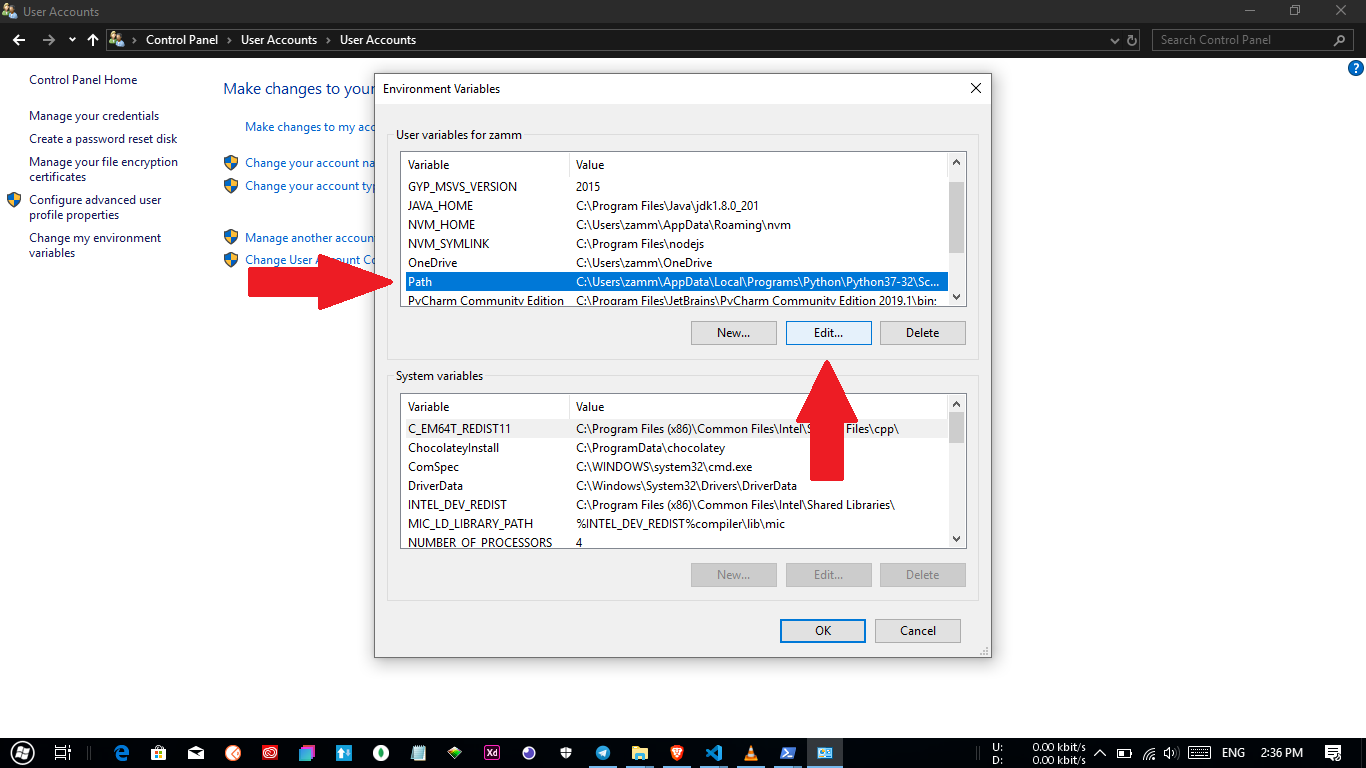 User Accounts
Control Panel > User Accounts > User Accounts
Search Control Panel
Control Panel Home
Manage your credentials
Create a password reset disk
Manage your file encryption
certificates
Configure advanced user
profile properties
Change my environment
variables
Make changes to your
Make changes to my acc
Change your account na
Change your account typ
Manage another accoun
Change User Account Co
Environment Variables
User variables for zamm
Variable Value
GYP_MSVS_VERSION 2015
JAVA_HOME C:\Program Files\Java\jdk1.8.0_201
NVM_HOME C:\Users\zamm\AppData\Roaming\nvm
NVM_SYMLINK C:\Program Files\nodejs
OneDrive C:\Users\zamm\OneDrive
Path C:\Users\zamm\AppData\Local\Programs\Python\Python37-32\Sc...
PyCharm Community Edition C:\Program Files\JetBrains\PyCharm Community Edition 2019.1\bin;
New... Edit... Delete
System variables
Variable Value
C_EM64T_REDIST11 C:\Program Files (x86)\Common Files\Intel\S Files\cpp\
ChocolateyInstall C:\ProgramData\chocolatey
ComSpec C:\WINDOWS\system32\cmd.exe
DriverData C:\Windows\System32\Drivers\DriverData
INTEL_DEV_REDIST C:\Program Files (x86)\Common Files\Intel\Shared Libraries\
MIC_LD_LIBRARY_PATH %INTEL_DEV_REDIST%compiler\lib\mic
NUMBER_OF_PROCESSORS 4
New... Edit... Delete
OK Cancel
Xd
U: 0.00 kbit/s
D: 0.00 kbit/s
ENG
2:36 PM